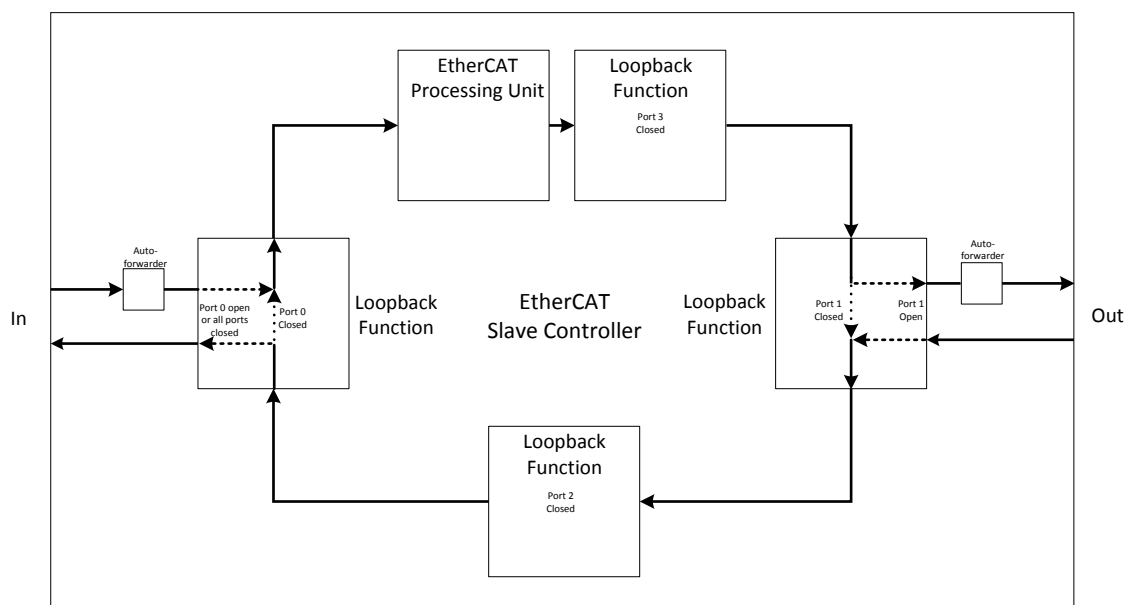 EtherCAT
Processing Unit
Loopback
Function
Port 3
Closed
Auto-
forwarder
Port 0 open
or all ports
closed
Port 0
Closed
Loopback
Function
In
EtherCAT
Slave Controller
Loopback
Function
Port 1
Closed
Port 1
Open
Auto-
forwarder
Out
Loopback
Function
Port 2
Closed